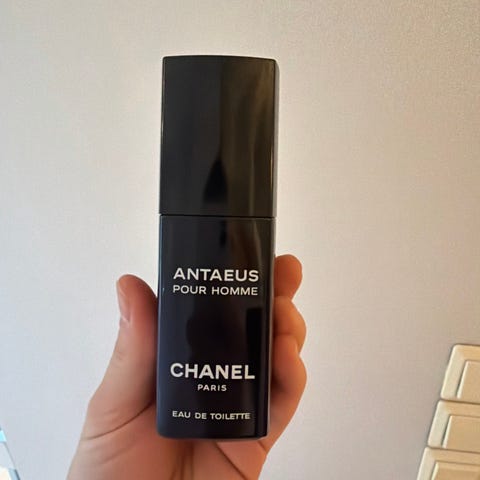 ANTAEUS
POUR HOMME
CHANEL
PARIS
EAU DE TOILETTE